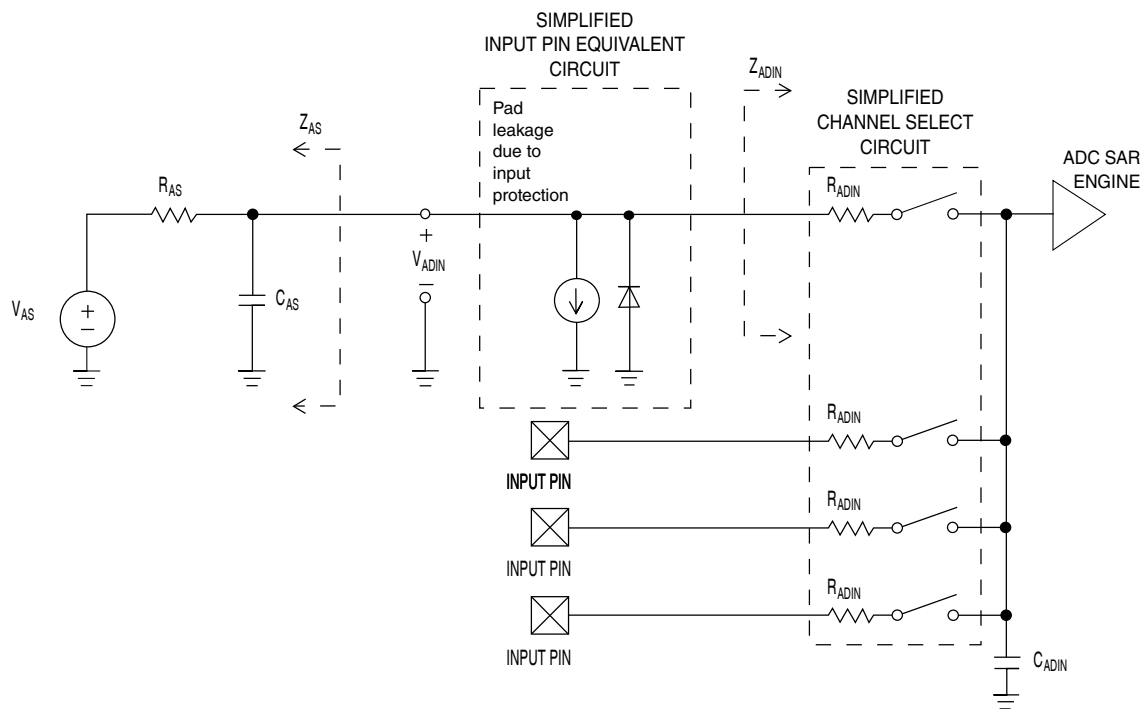 SIMPLIFIED
INPUT PIN EQUIVALENT
CIRCUIT
Pad
leakage
due to
input
protection
Z_ADIN
SIMPLIFIED
CHANNEL SELECT
CIRCUIT
ADC SAR
ENGINE
Z_AS
R_AS
R_ADIN
+
V_ADIN
−
C_AS
V_AS
+
−
R_ADIN
INPUT PIN
R_ADIN
INPUT PIN
R_ADIN
INPUT PIN
C_ADIN